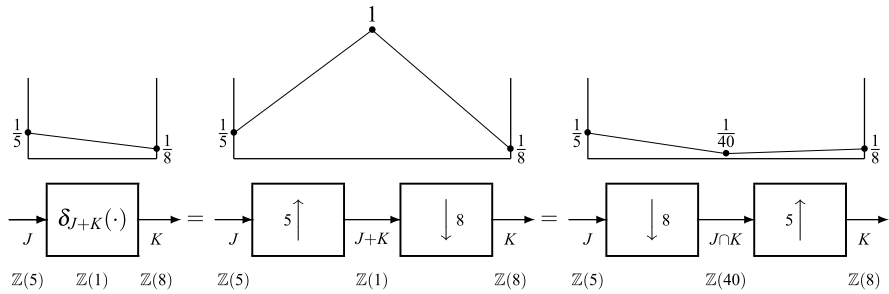 1
1/5 1/8 1/5 1/8 1/5 1/40 1/8
δ_{J+K}(·) = 5↑ ↓8 = ↓8 5↑
J K J J+K K J J∩K K
ℤ(5) ℤ(1) ℤ(8) ℤ(5) ℤ(1) ℤ(8) ℤ(5) ℤ(40) ℤ(8)